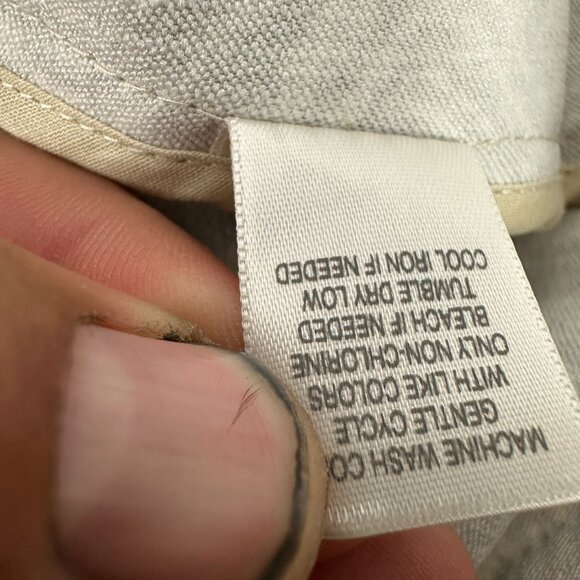 MACHINE WASH CO
GENTLE CYCLE
WITH LIKE COLORS
ONLY NON-CHLORINE
BLEACH IF NEEDED
TUMBLE DRY LOW
COOL IRON IF NEEDED